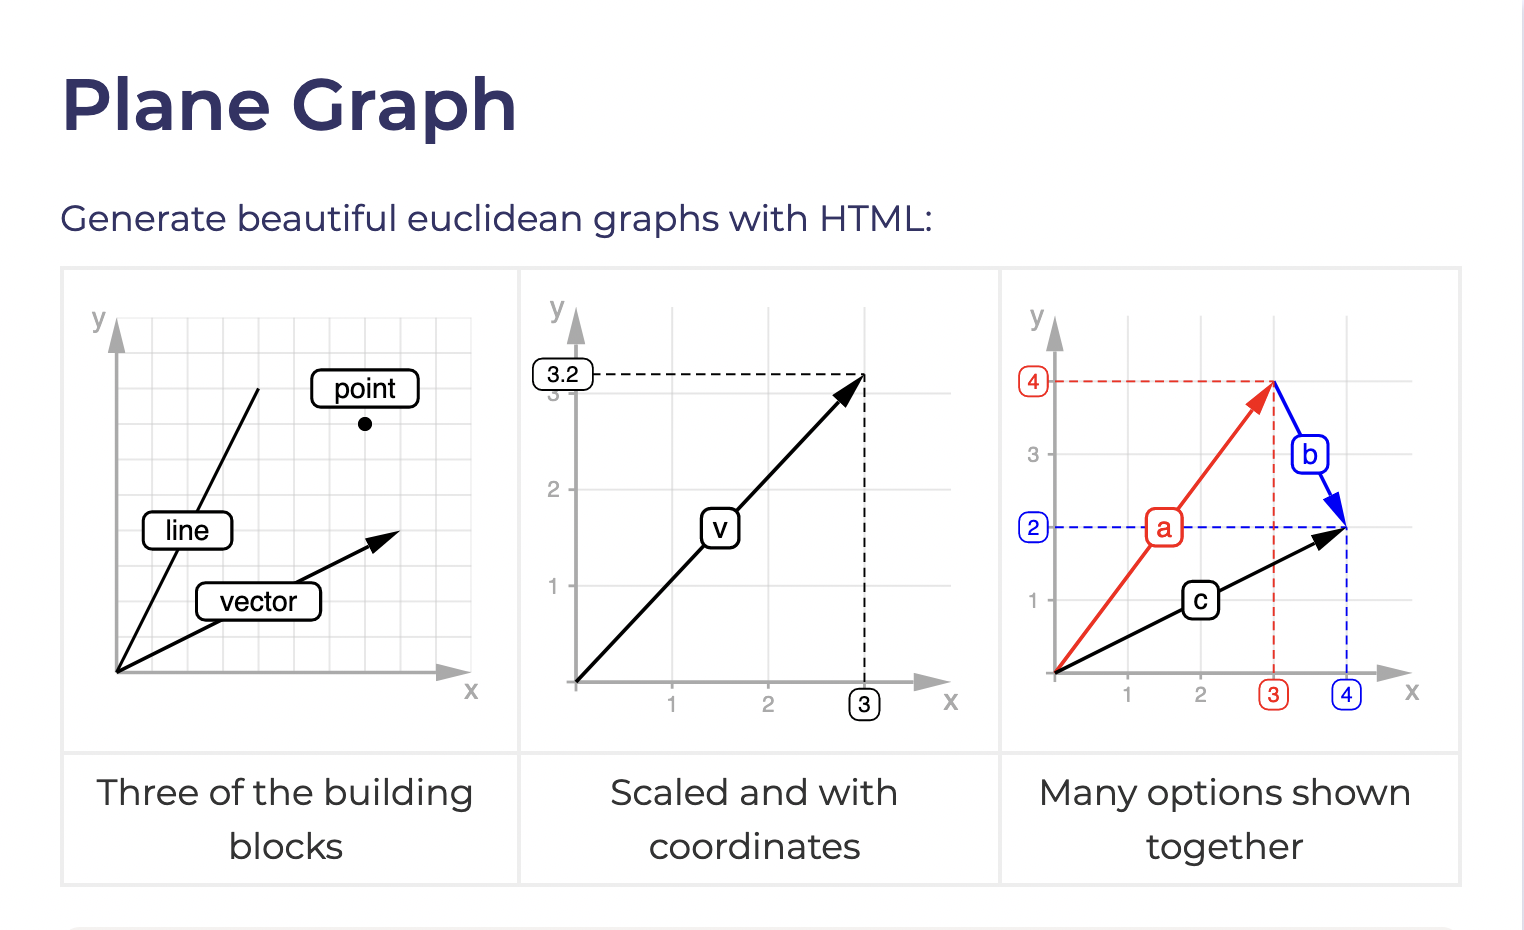 Plane Graph
Generate beautiful euclidean graphs with HTML:
y
point
line
vector
x
y
3.2
3
2
v
1
1
2
3
x
y
4
3
b
2
a
1
c
1
2
3
4
x
Three of the building
blocks
Scaled and with
coordinates
Many options shown
together